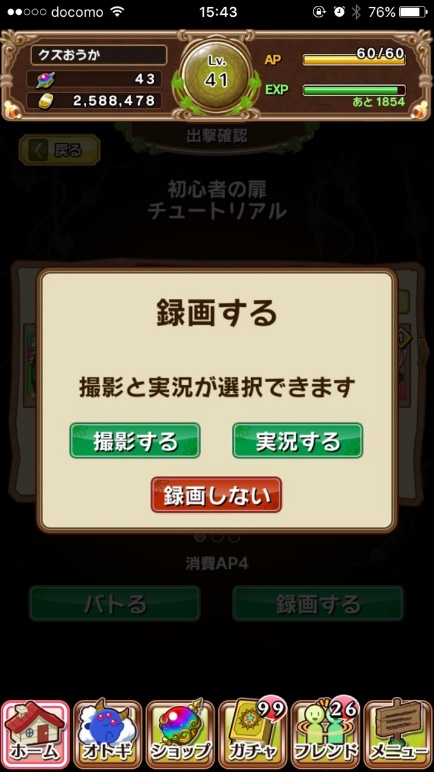 docomo 15:43 76%
クズおうか
43
2,588,478
Lv.
41
AP 60/60
EXP
あと1854
出撃確認
戻る
初心者の扉
チュートリアル
録画する
撮影と実況が選択できます
撮影する 実況する
録画しない
消費AP4
バトる 録画する
99 26
ホーム オトギ ショップ ガチャ フレンド メニュー